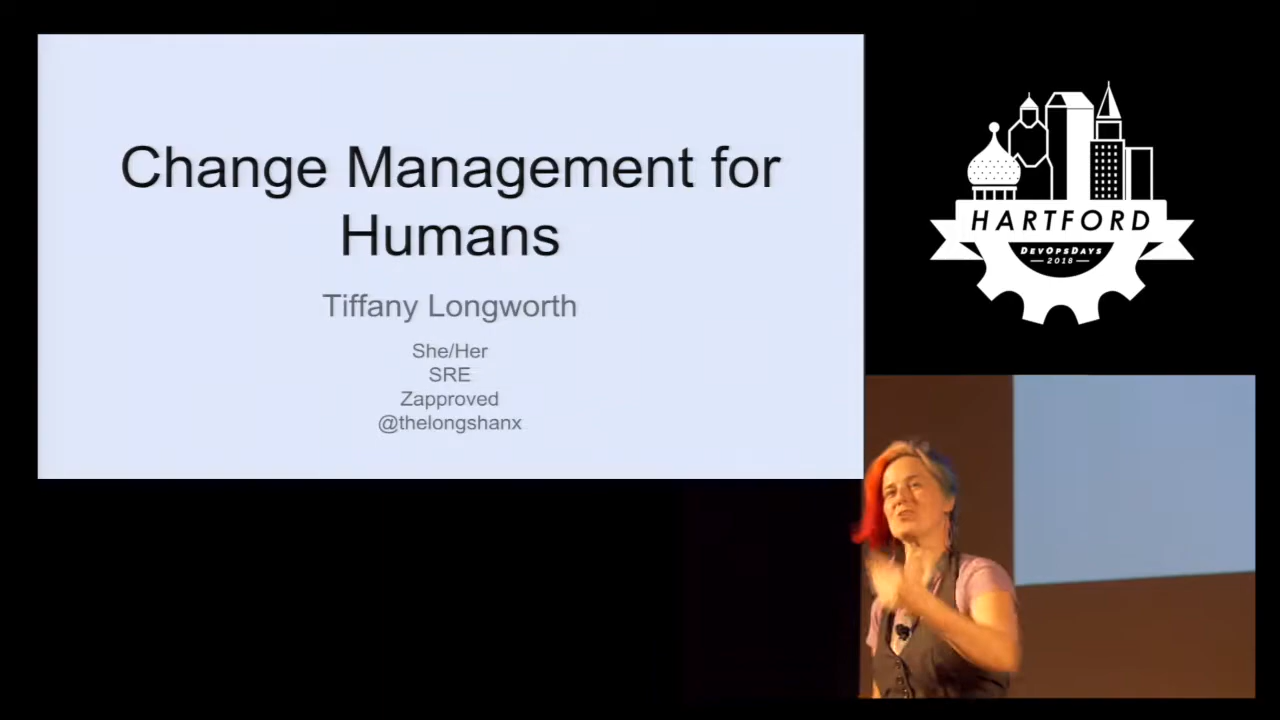 Change Management for
Humans
Tiffany Longworth
She/Her
SRE
Zapproved
@thelongshanx
HARTFORD
DEVOPSDAYS
2018